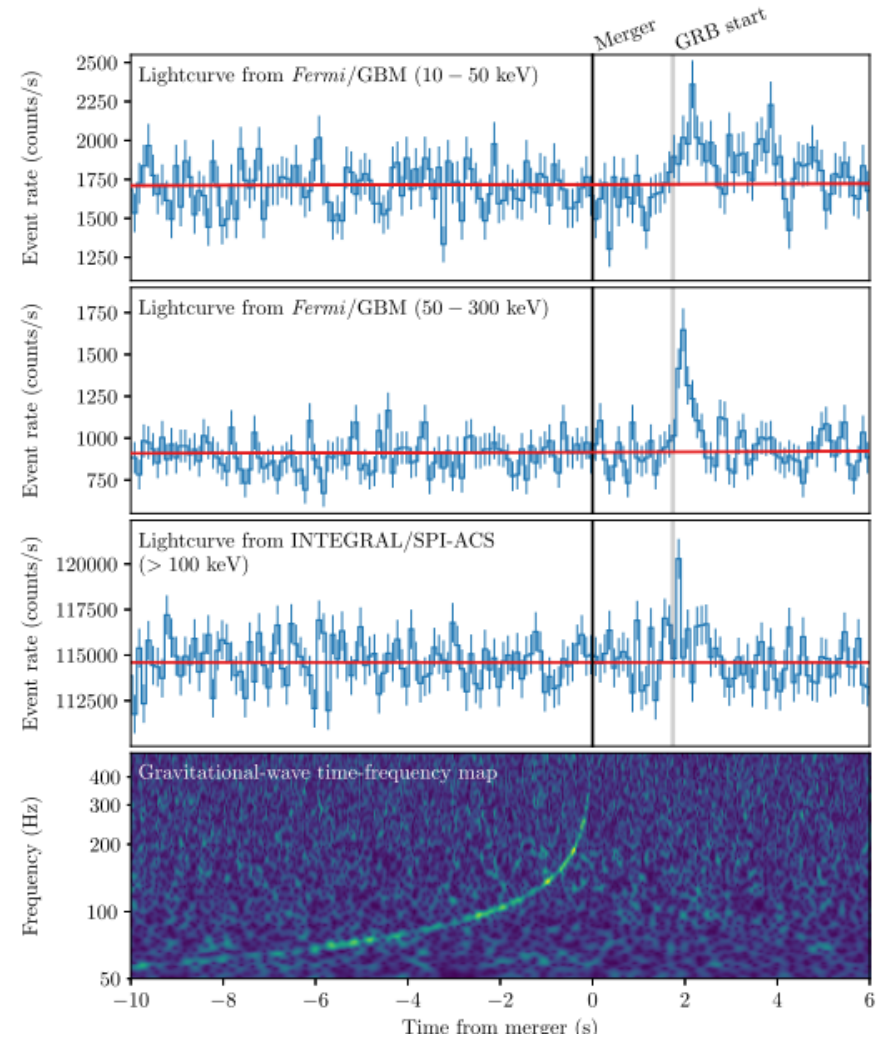 Merger
GRB start
Lightcurve from Fermi/GBM (10 − 50 keV)
Event rate (counts/s)
2500
2250
2000
1750
1500
1250
Lightcurve from Fermi/GBM (50 − 300 keV)
Event rate (counts/s)
1750
1500
1250
1000
750
Lightcurve from INTEGRAL/SPI-ACS
(> 100 keV)
Event rate (counts/s)
120000
117500
115000
112500
Gravitational-wave time-frequency map
Frequency (Hz)
400
300
200
100
50
−10 −8 −6 −4 −2 0 2 4 6
Time from merger (s)